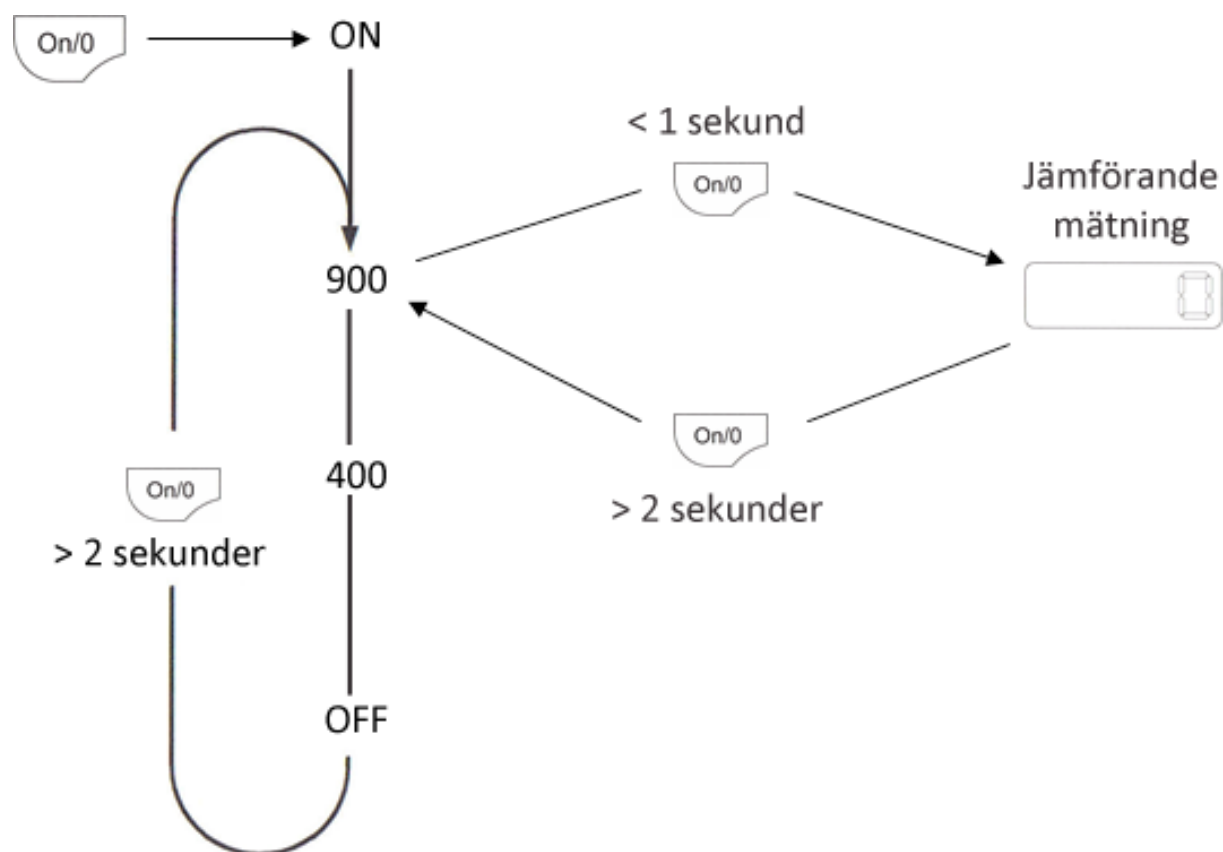 On/0
ON
< 1 sekund
On/0
Jämförande
mätning
0
900
On/0
> 2 sekunder
400
On/0
> 2 sekunder
OFF